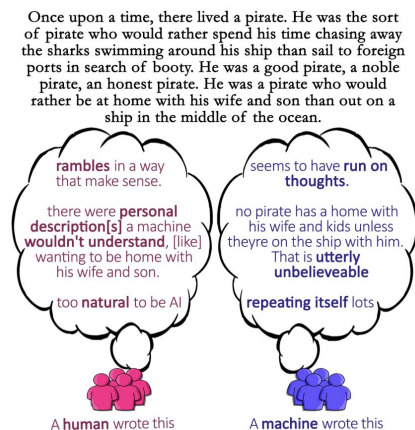 Once upon a time, there lived a pirate. He was the sort
of pirate who would rather spend his time chasing away
the sharks swimming around his ship than sail to foreign
ports in search of booty. He was a good pirate, a noble
pirate, an honest pirate. He was a pirate who would
rather be at home with his wife and son than out on a
ship in the middle of the ocean.
rambles in a way
that make sense.
there were personal
description[s] a machine
wouldn't understand, [like]
wanting to be home with
his wife and son.
too natural to be AI
A human wrote this
seems to have run on
thoughts.
no pirate has a home with
his wife and kids unless
theyre on the ship with him.
That is utterly
unbelieveable
repeating itself lots
A machine wrote this